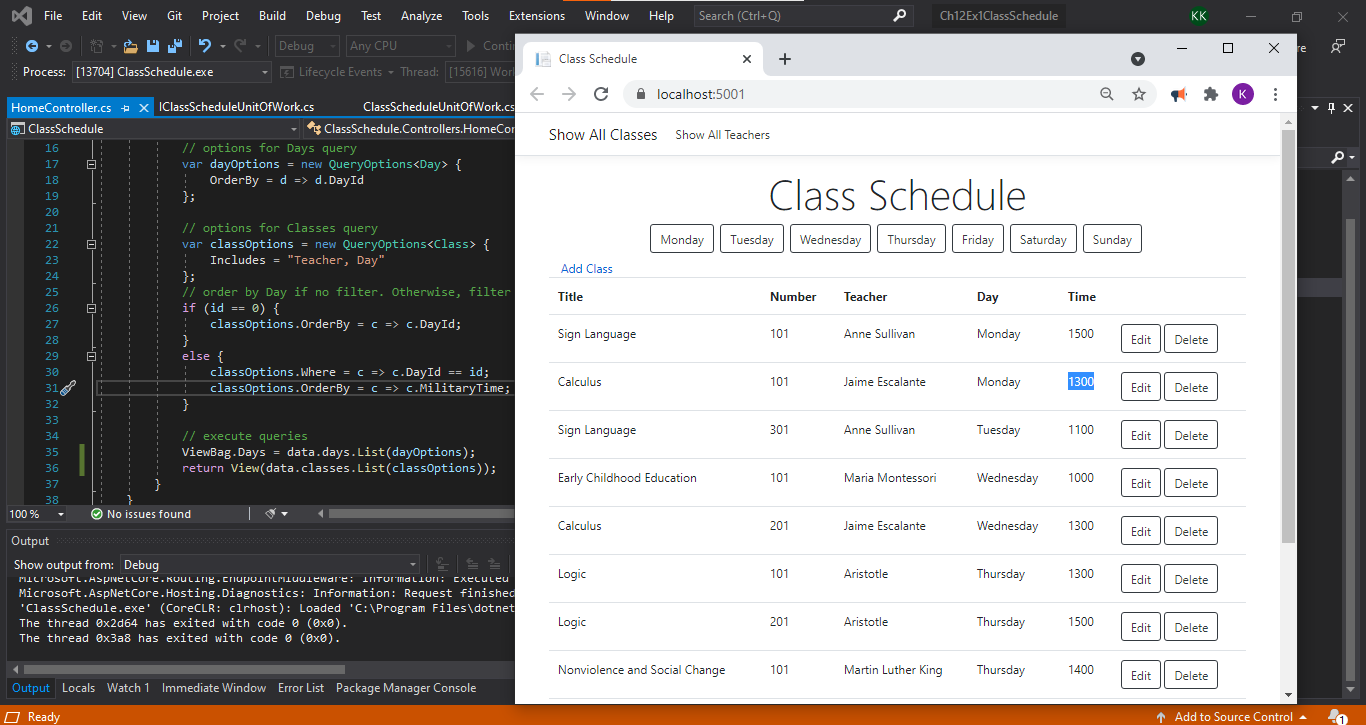 File Edit View Git Project Build Debug Test Analyze Tools Extensions Window Help Search (Ctrl+Q) Ch12Ex1ClassSchedule KK
Debug Any CPU Conti
Process: [13704] ClassSchedule.exe Lifecycle Events Thread: [15616] Wor
HomeController.cs IClassScheduleUnitOfWork.cs ClassScheduleUnitOfWork.cs
ClassSchedule ClassSchedule.Controllers.HomeCor
16 // options for Days query
17 var dayOptions = new QueryOptions<Day> {
18 OrderBy = d => d.DayId
19 };
20
21 // options for Classes query
22 var classOptions = new QueryOptions<Class> {
23 Includes = "Teacher, Day"
24 };
25 // order by Day if no filter. Otherwise, filter
26 if (id == 0) {
27 classOptions.OrderBy = c => c.DayId;
28 }
29 else {
30 classOptions.Where = c => c.DayId == id;
31 classOptions.OrderBy = c => c.MilitaryTime;
32 }
33
34 // execute queries
35 ViewBag.Days = data.days.List(dayOptions);
36 return View(data.classes.List(classOptions));
37 }
38 }
100 % No issues found
Output
Show output from: Debug
Microsoft.AspNetCore.Routing.EndpointMiddleware: Information: Executed
Microsoft.AspNetCore.Hosting.Diagnostics: Information: Request finished
'ClassSchedule.exe' (CoreCLR: clrhost): Loaded 'C:\Program Files\dotnet
The thread 0x2d64 has exited with code 0 (0x0).
The thread 0x3a8 has exited with code 0 (0x0).
Output Locals Watch 1 Immediate Window Error List Package Manager Console
Ready
Class Schedule
localhost:5001 K
Show All Classes Show All Teachers
Class Schedule
Monday Tuesday Wednesday Thursday Friday Saturday Sunday
Add Class
Title Number Teacher Day Time
Sign Language 101 Anne Sullivan Monday 1500 Edit Delete
Calculus 101 Jaime Escalante Monday 1300 Edit Delete
Sign Language 301 Anne Sullivan Tuesday 1100 Edit Delete
Early Childhood Education 101 Maria Montessori Wednesday 1000 Edit Delete
Calculus 201 Jaime Escalante Wednesday 1300 Edit Delete
Logic 101 Aristotle Thursday 1300 Edit Delete
Logic 201 Aristotle Thursday 1500 Edit Delete
Nonviolence and Social Change 101 Martin Luther King Thursday 1400 Edit Delete
re
Add to Source Control 1